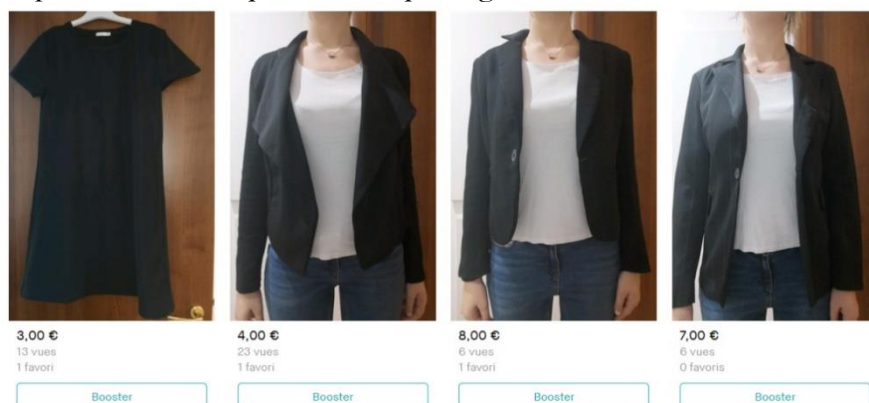 3,00 €
13 vues
1 favori
Booster
4,00 €
23 vues
1 favori
Booster
8,00 €
6 vues
1 favori
Booster
7,00 €
6 vues
0 favoris
Booster